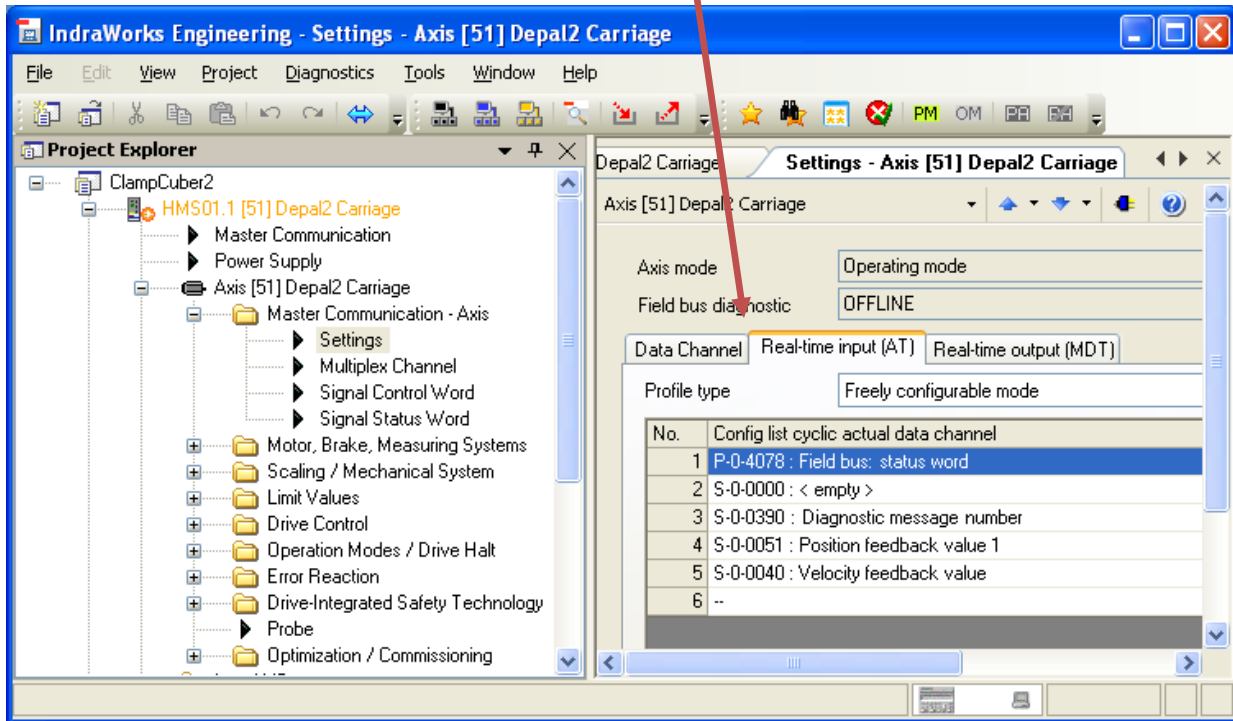 IndraWorks Engineering - Settings - Axis [51] Depal2 Carriage
File Edit View Project Diagnostics Tools Window Help
PM OM
Project Explorer
ClampCuber2
HMS01.1 [51] Depal2 Carriage
Master Communication
Power Supply
Axis [51] Depal2 Carriage
Master Communication - Axis
Settings
Multiplex Channel
Signal Control Word
Signal Status Word
Motor, Brake, Measuring Systems
Scaling / Mechanical System
Limit Values
Drive Control
Operation Modes / Drive Halt
Error Reaction
Drive-Integrated Safety Technology
Probe
Optimization / Commissioning
Depal2 Carriage Settings - Axis [51] Depal2 Carriage
Axis [51] Depal2 Carriage
Axis mode Operating mode
Field bus diagnostic OFFLINE
Data Channel Real-time input (AT) Real-time output (MDT)
Profile type Freely configurable mode
No. Config list cyclic actual data channel
1 P-0-4078 : Field bus: status word
2 S-0-0000 : < empty >
3 S-0-0390 : Diagnostic message number
4 S-0-0051 : Position feedback value 1
5 S-0-0040 : Velocity feedback value
6 --